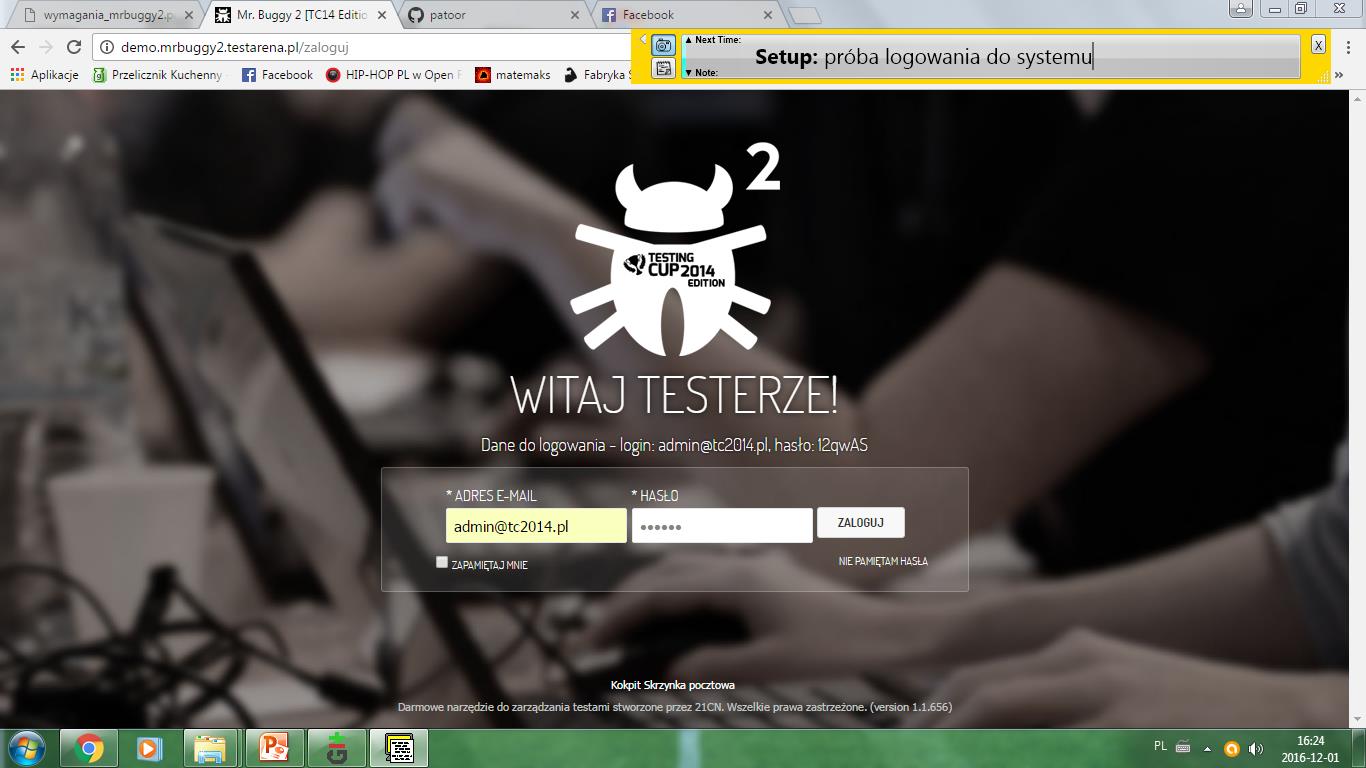 wymagania_mrbuggy2.p
Mr. Buggy 2 [TC14 Editio
patoor
Facebook
demo.mrbuggy2.testarena.pl/zaloguj
▲ Next Time:
Setup: próba logowania do systemu
▼ Note:
X
Aplikacje
Przelicznik Kuchenny
Facebook
HIP-HOP PL w Open F
matemaks
Fabryka S
»
2
TESTING
CUP 2014
EDITION
WITAJ TESTERZE!
Dane do logowania - login: admin@tc2014.pl, hasło: 12qwAS
* ADRES E-MAIL
* HASŁO
admin@tc2014.pl
••••••
ZALOGUJ
ZAPAMIĘTAJ MNIE
NIE PAMIĘTAM HASŁA
Kokpit Skrzynka pocztowa
Darmowe narzędzie do zarządzania testami stworzone przez 21CN. Wszelkie prawa zastrzeżone. (version 1.1.656)
PL
16:24
2016-12-01